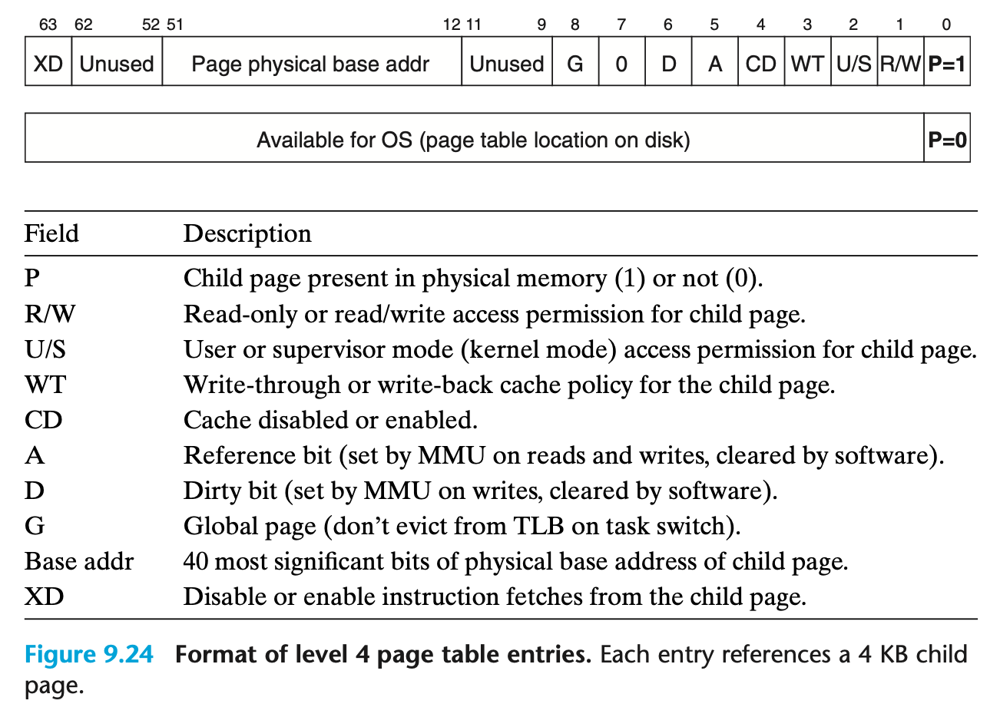 63 62 52 51 12 11 9 8 7 6 5 4 3 2 1 0
XD Unused Page physical base addr Unused G 0 D A CD WT U/S R/W P=1
Available for OS (page table location on disk) P=0
Field Description
P Child page present in physical memory (1) or not (0).
R/W Read-only or read/write access permission for child page.
U/S User or supervisor mode (kernel mode) access permission for child page.
WT Write-through or write-back cache policy for the child page.
CD Cache disabled or enabled.
A Reference bit (set by MMU on reads and writes, cleared by software).
D Dirty bit (set by MMU on writes, cleared by software).
G Global page (don’t evict from TLB on task switch).
Base addr 40 most significant bits of physical base address of child page.
XD Disable or enable instruction fetches from the child page.
Figure 9.24 Format of level 4 page table entries. Each entry references a 4 KB child
page.